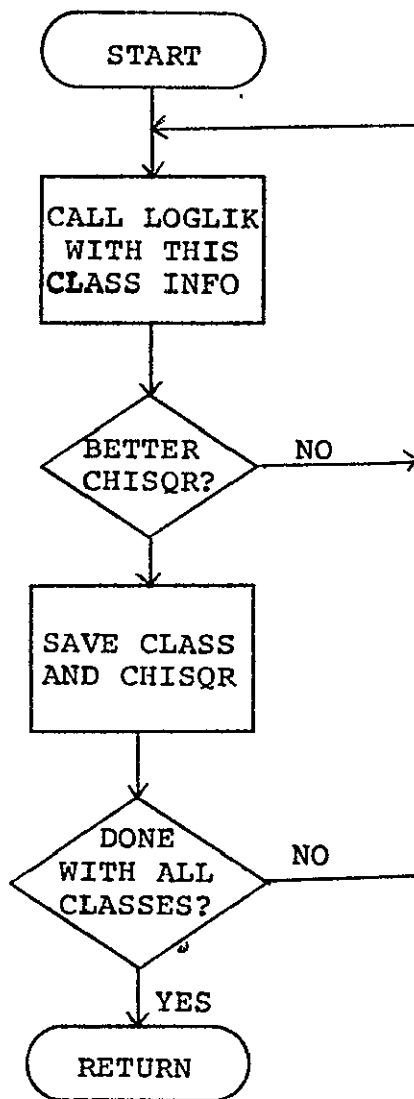 START
CALL LOGLIK
WITH THIS
CLASS INFO
BETTER
CHISQR?
NO
SAVE CLASS
AND CHISQR
DONE
WITH ALL
CLASSES?
NO
YES
RETURN